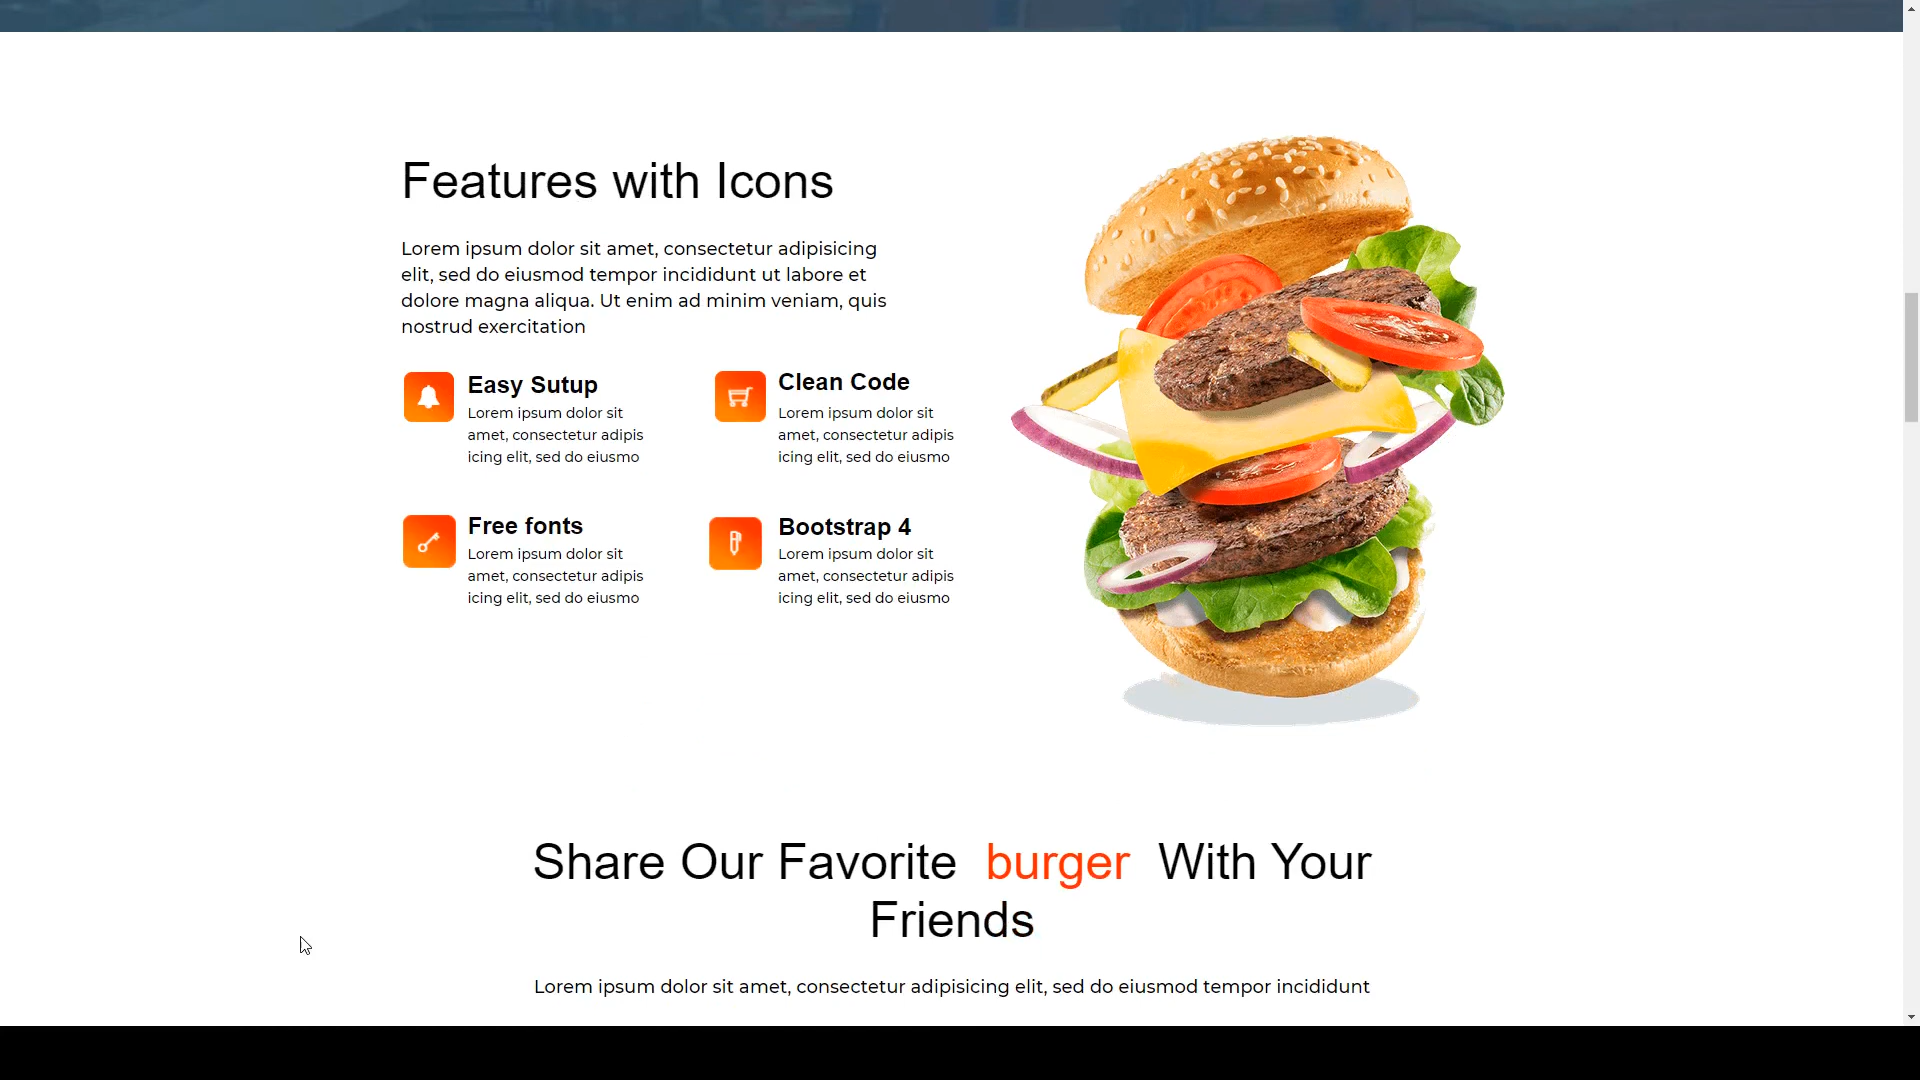 Features with Icons
Lorem ipsum dolor sit amet, consectetur adipisicing
elit, sed do eiusmod tempor incididunt ut labore et
dolore magna aliqua. Ut enim ad minim veniam, quis
nostrud exercitation
Easy Sutup
Lorem ipsum dolor sit
amet, consectetur adipis
icing elit, sed do eiusmo
Clean Code
Lorem ipsum dolor sit
amet, consectetur adipis
icing elit, sed do eiusmo
Free fonts
Lorem ipsum dolor sit
amet, consectetur adipis
icing elit, sed do eiusmo
Bootstrap 4
Lorem ipsum dolor sit
amet, consectetur adipis
icing elit, sed do eiusmo
Share Our Favorite burger With Your
Friends
Lorem ipsum dolor sit amet, consectetur adipisicing elit, sed do eiusmod tempor incididunt